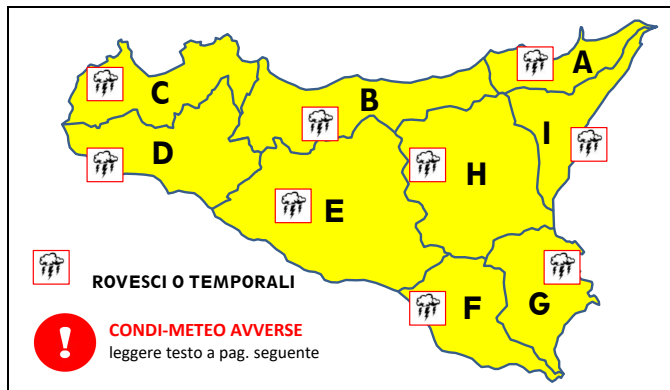 A
C
B
I
D
H
E
ROVESCI O TEMPORALI
F
G
CONDI-METEO AVVERSE
leggere testo a pag. seguente